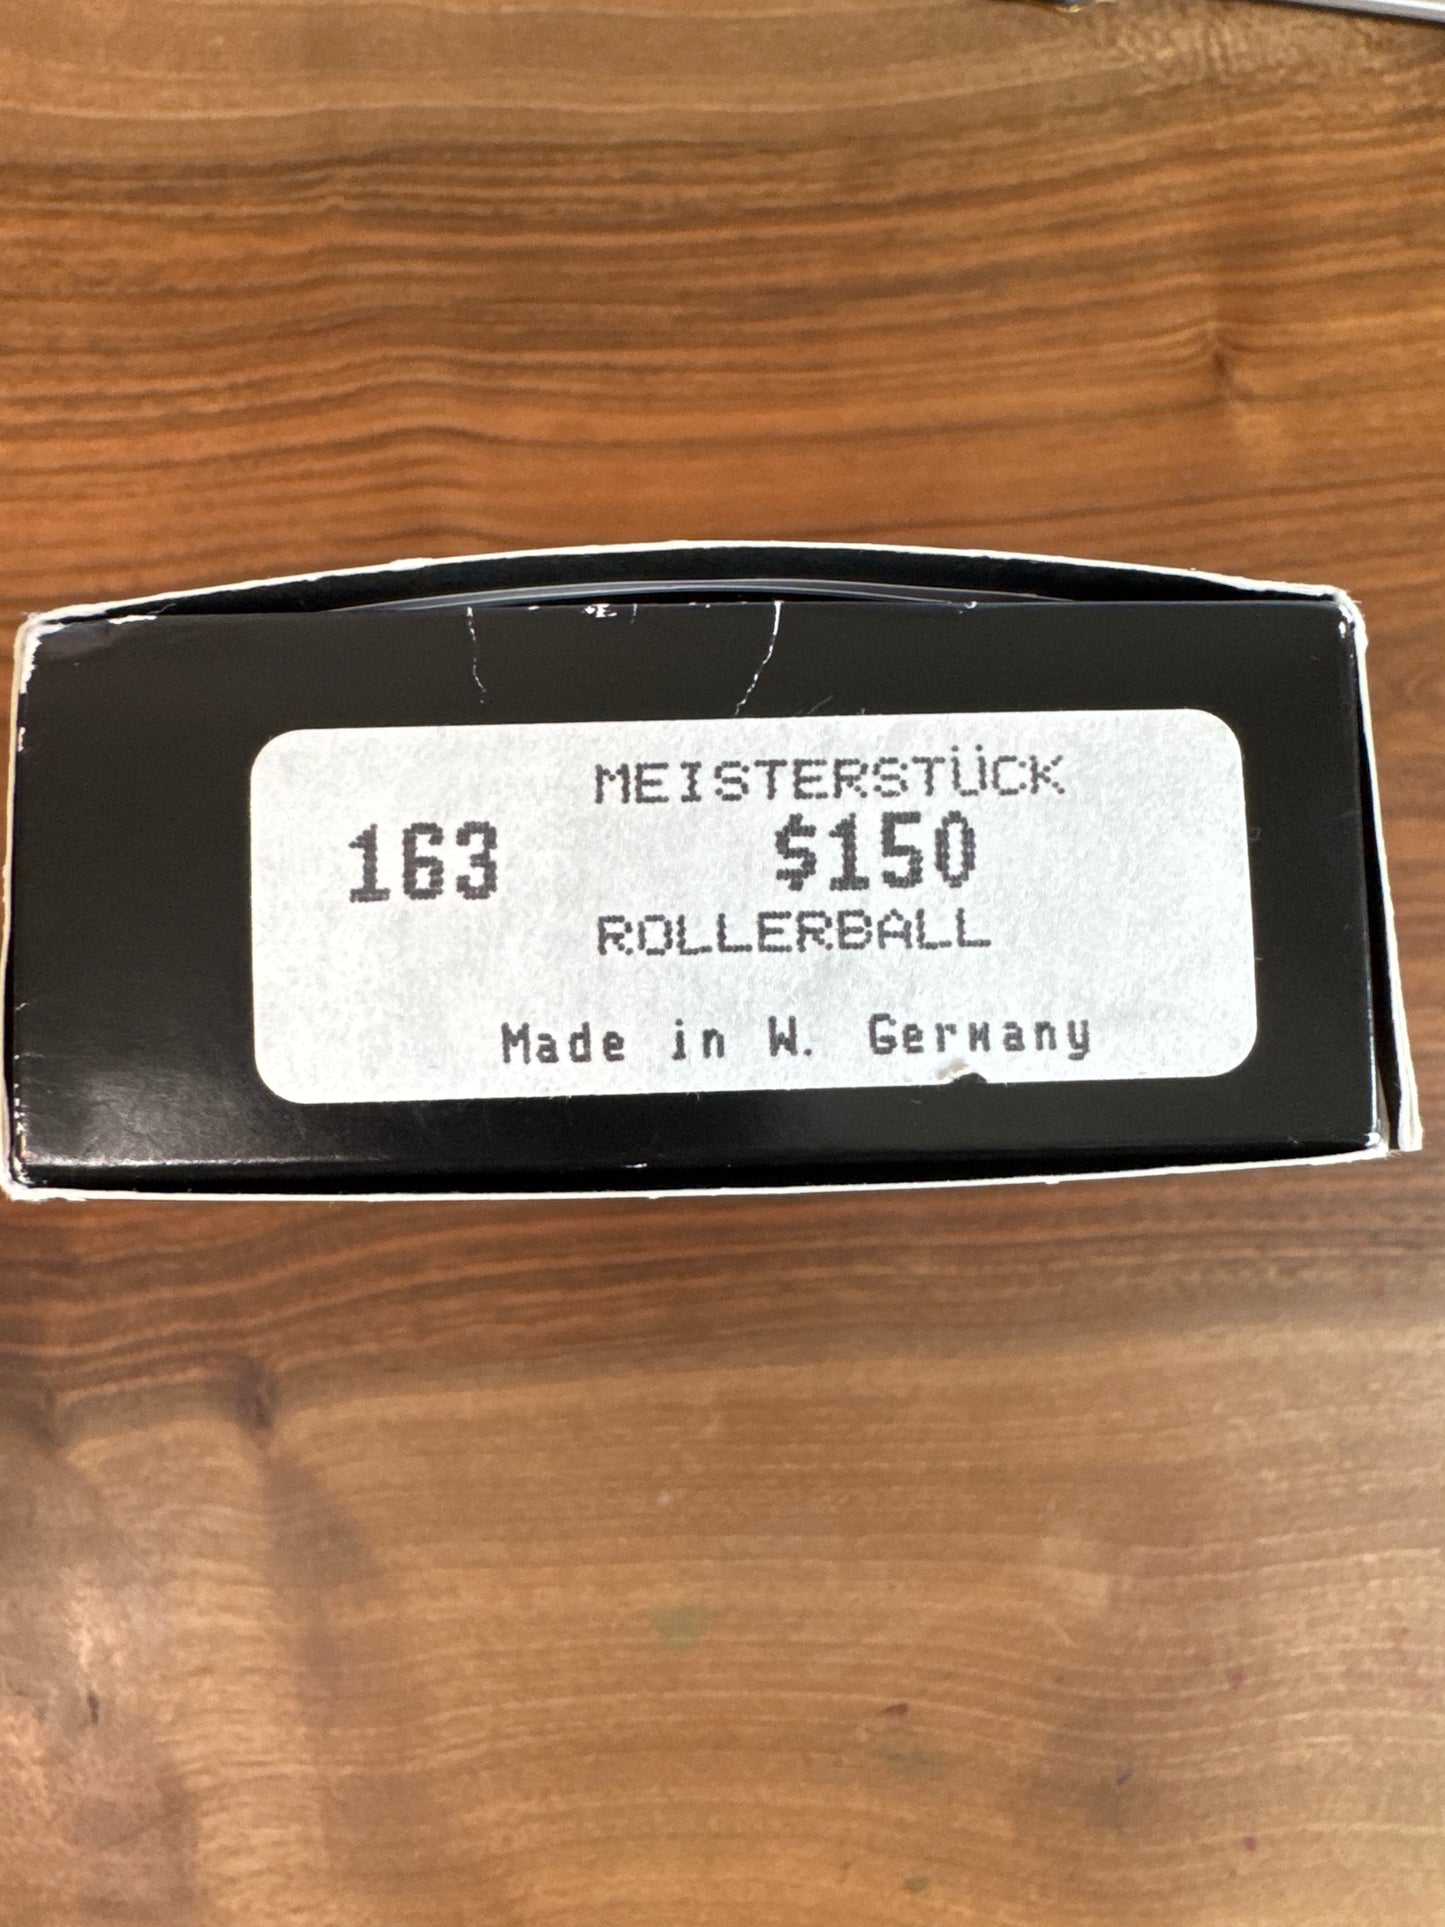 MEISTERSTÜCK
163 $150
ROLLERBALL
Made in W. Germany